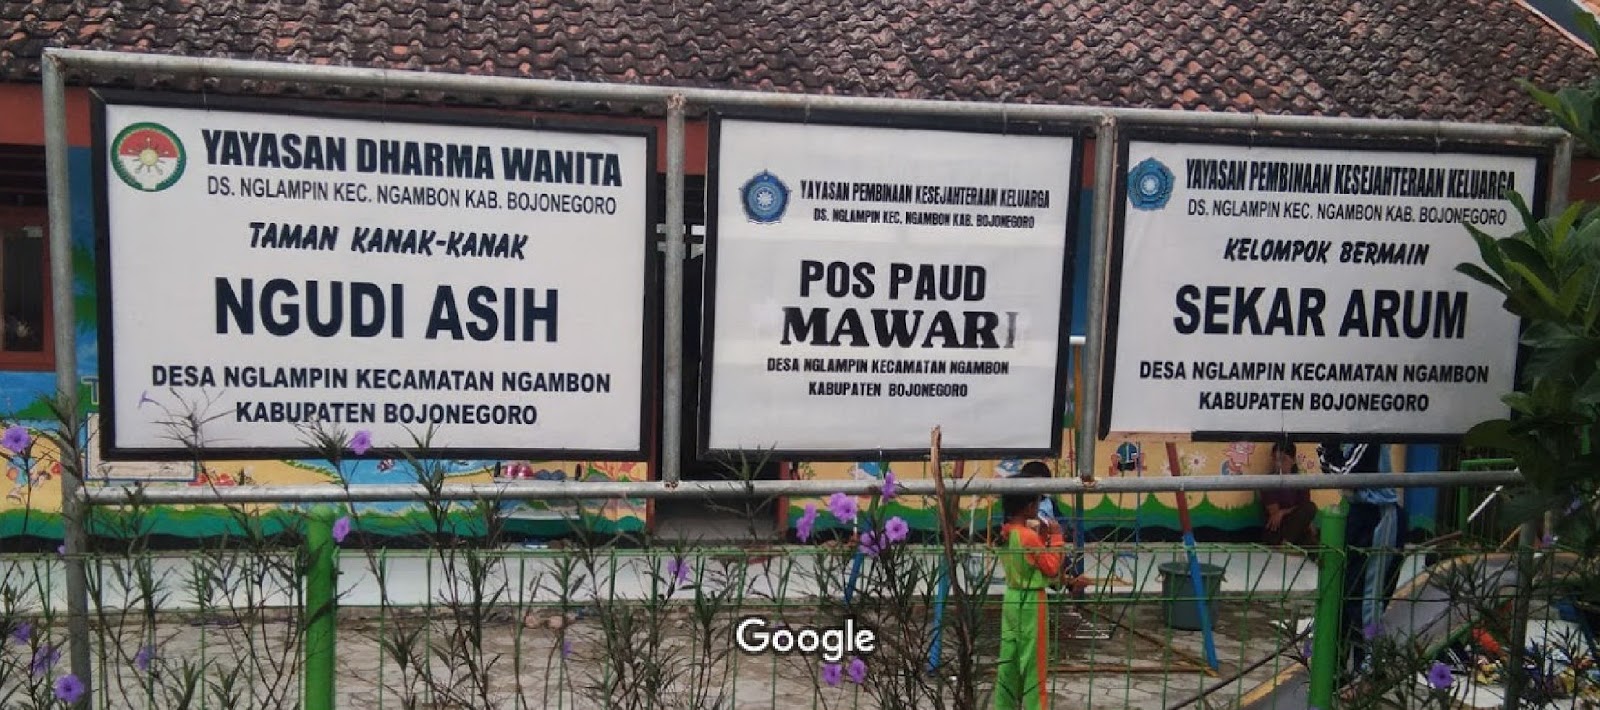 YAYASAN DHARMA WANITA
DS. NGLAMPIN KEC. NGAMBON KAB. BOJONEGORO
TAMAN KANAK-KANAK
NGUDI ASIH
DESA NGLAMPIN KECAMATAN NGAMBON
KABUPATEN BOJONEGORO
YAYASAN PEMBINAAN KESEJAHTERAAN KELUARGA
DS. NGLAMPIN KEC. NGAMBON KAB. BOJONEGORO
POS PAUD
MAWAR
DESA NGLAMPIN KECAMATAN NGAMBON
KABUPATEN BOJONEGORO
YAYASAN PEMBINAAN KESEJAHTERAAN KELUARGA
DS. NGLAMPIN KEC. NGAMBON KAB. BOJONEGORO
KELOMPOK BERMAIN
SEKAR ARUM
DESA NGLAMPIN KECAMATAN NGAMBON
KABUPATEN BOJONEGORO
Google